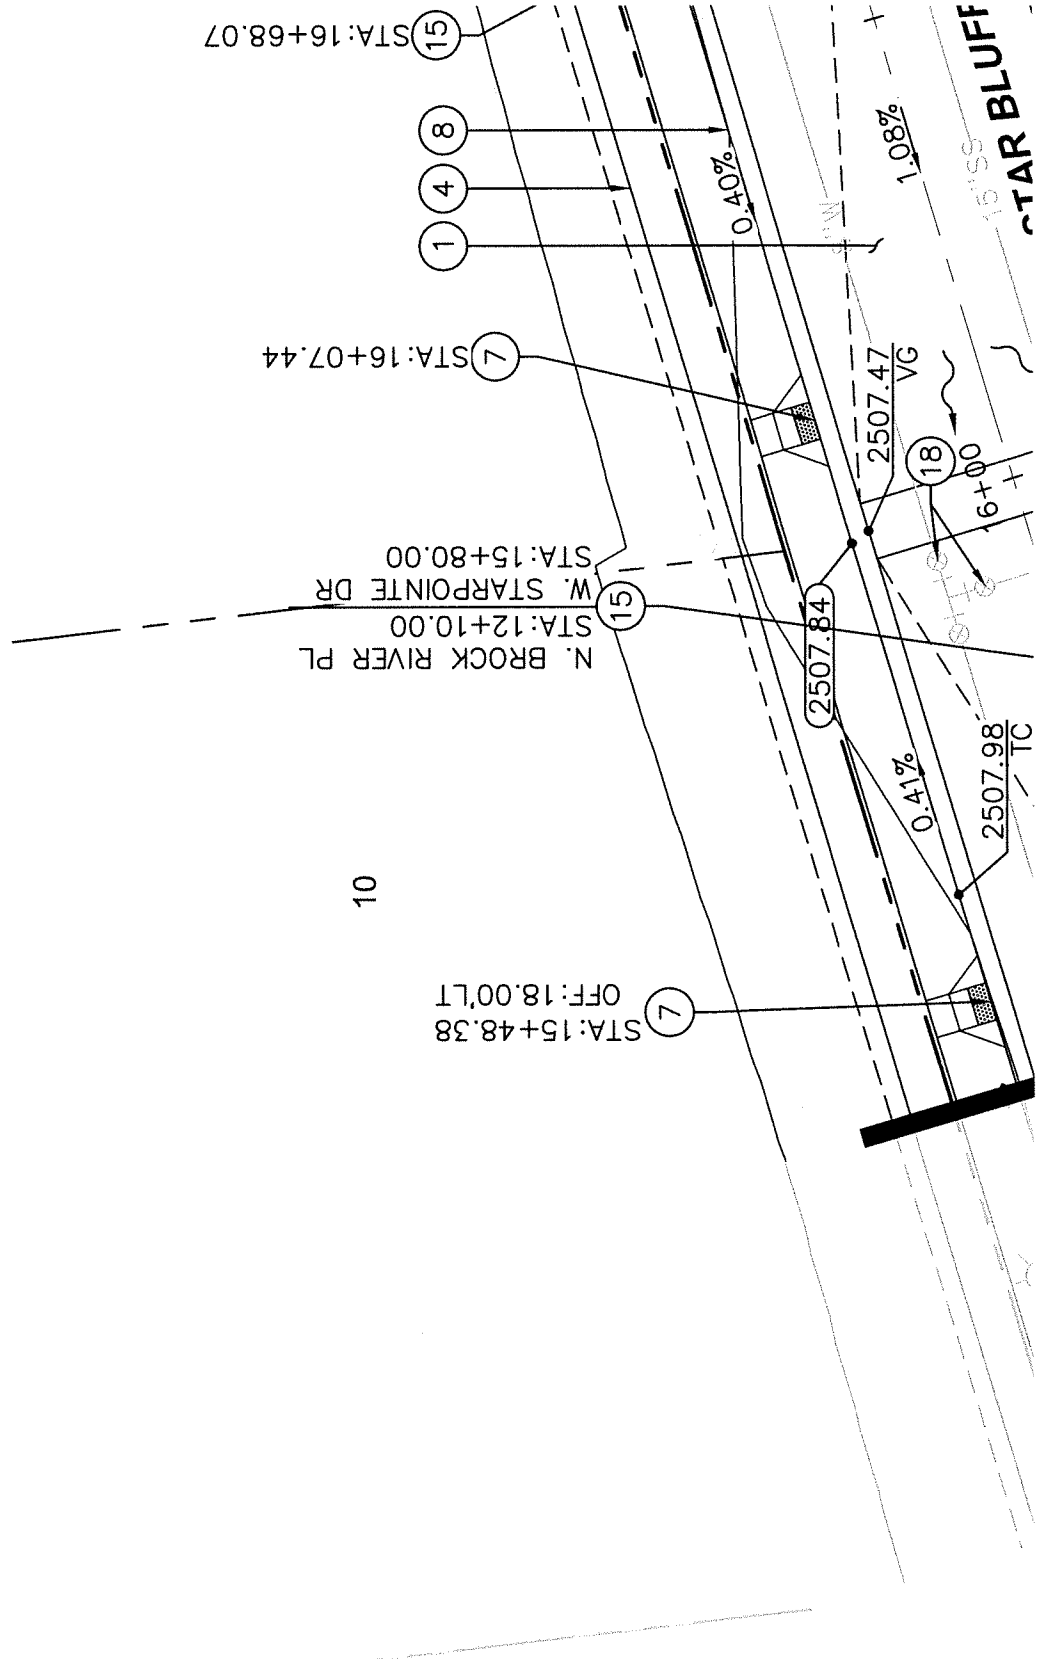 STA:16+68.07
15
8
4
1
0.40%
1.08%
8"W
15"SS
STAR BLUFF
STA:16+07.44
7
2507.47
VG
18
16+00
N. BROCK RIVER PL
STA:12+10.00
W. STARPOINTE DR
STA:15+80.00
15
2507.84
0.41%
2507.98
TC
10
STA:15+48.38
OFF:18.00'LT
7